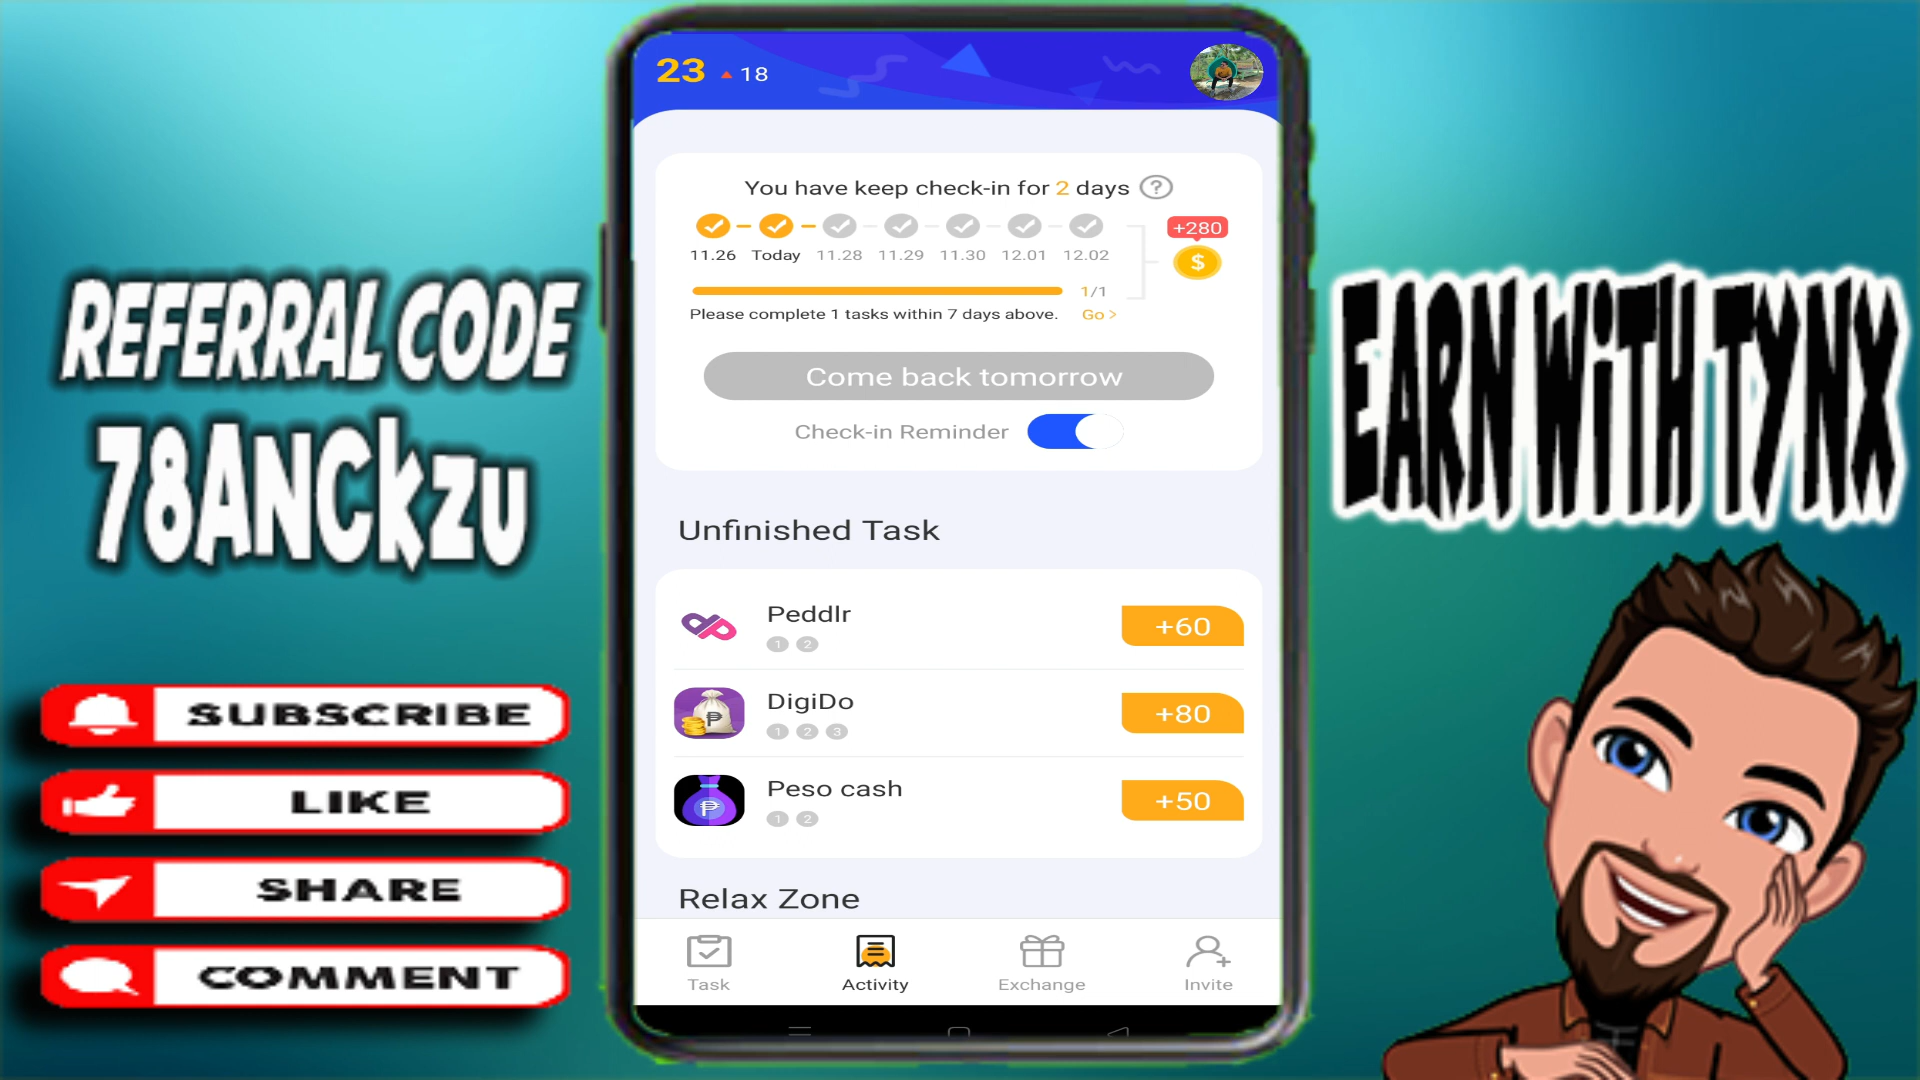 REFERRAL CODE
78ANCkzu
SUBSCRIBE
LIKE
SHARE
COMMENT
23 18
You have keep check-in for 2 days ?
11.26 Today 11.28 11.29 11.30 12.01 12.02
+280
$
1/1
Please complete 1 tasks within 7 days above. Go >
Come back tomorrow
Check-in Reminder
Unfinished Task
Peddlr
1 2
+60
DigiDo
1 2 3
+80
Peso cash
1 2
+50
Relax Zone
Task Activity Exchange Invite
EARN WiTH TYNX